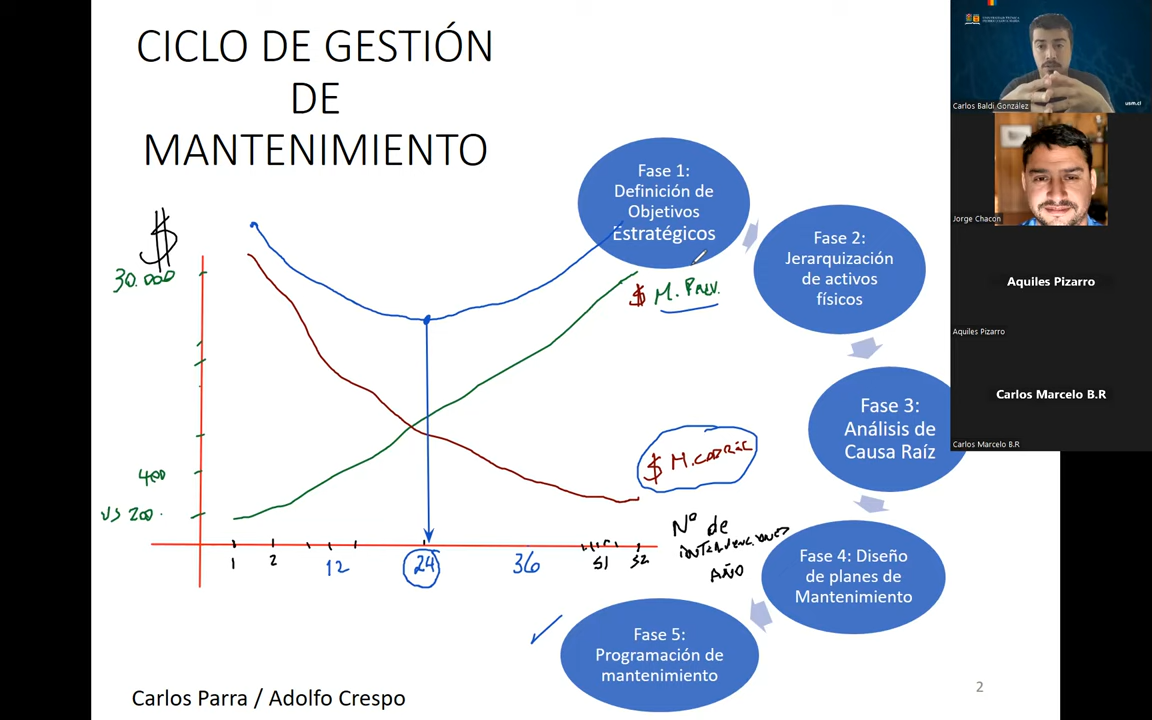 CICLO DE GESTIÓN
DE
MANTENIMIENTO
Fase 1:
Definición de
Objetivos
Estratégicos
Fase 2:
Jerarquización
de activos
físicos
Fase 3:
Análisis de
Causa Raíz
Fase 4: Diseño
de planes de
Mantenimiento
Fase 5:
Programación de
mantenimiento
$
30.000
400
US 200.
$ M. PREV.
$ M. CORREC
1 2 12 24 36 51 52
Nº de
INTERVENCIONES
AÑO
Carlos Parra / Adolfo Crespo
2
usm.cl
Carlos Baldi González
Jorge Chacon
Aquiles Pizarro
Aquiles Pizarro
Carlos Marcelo B.R
Carlos Marcelo B.R